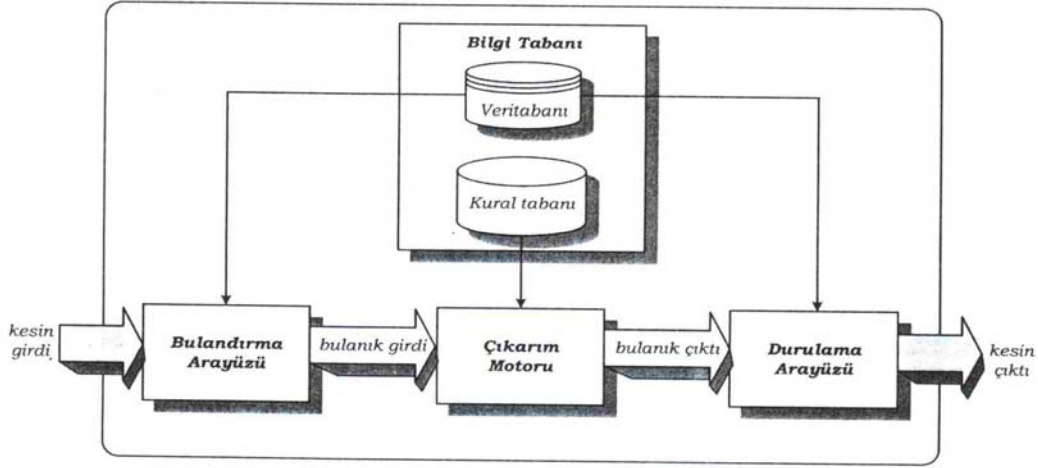 Bilgi Tabanı
Veritabanı
Kural tabanı
kesin
girdi
Bulandırma
Arayüzü
bulanık girdi
Çıkarım
Motoru
bulanık çıktı
Durulama
Arayüzü
kesin
çıktı